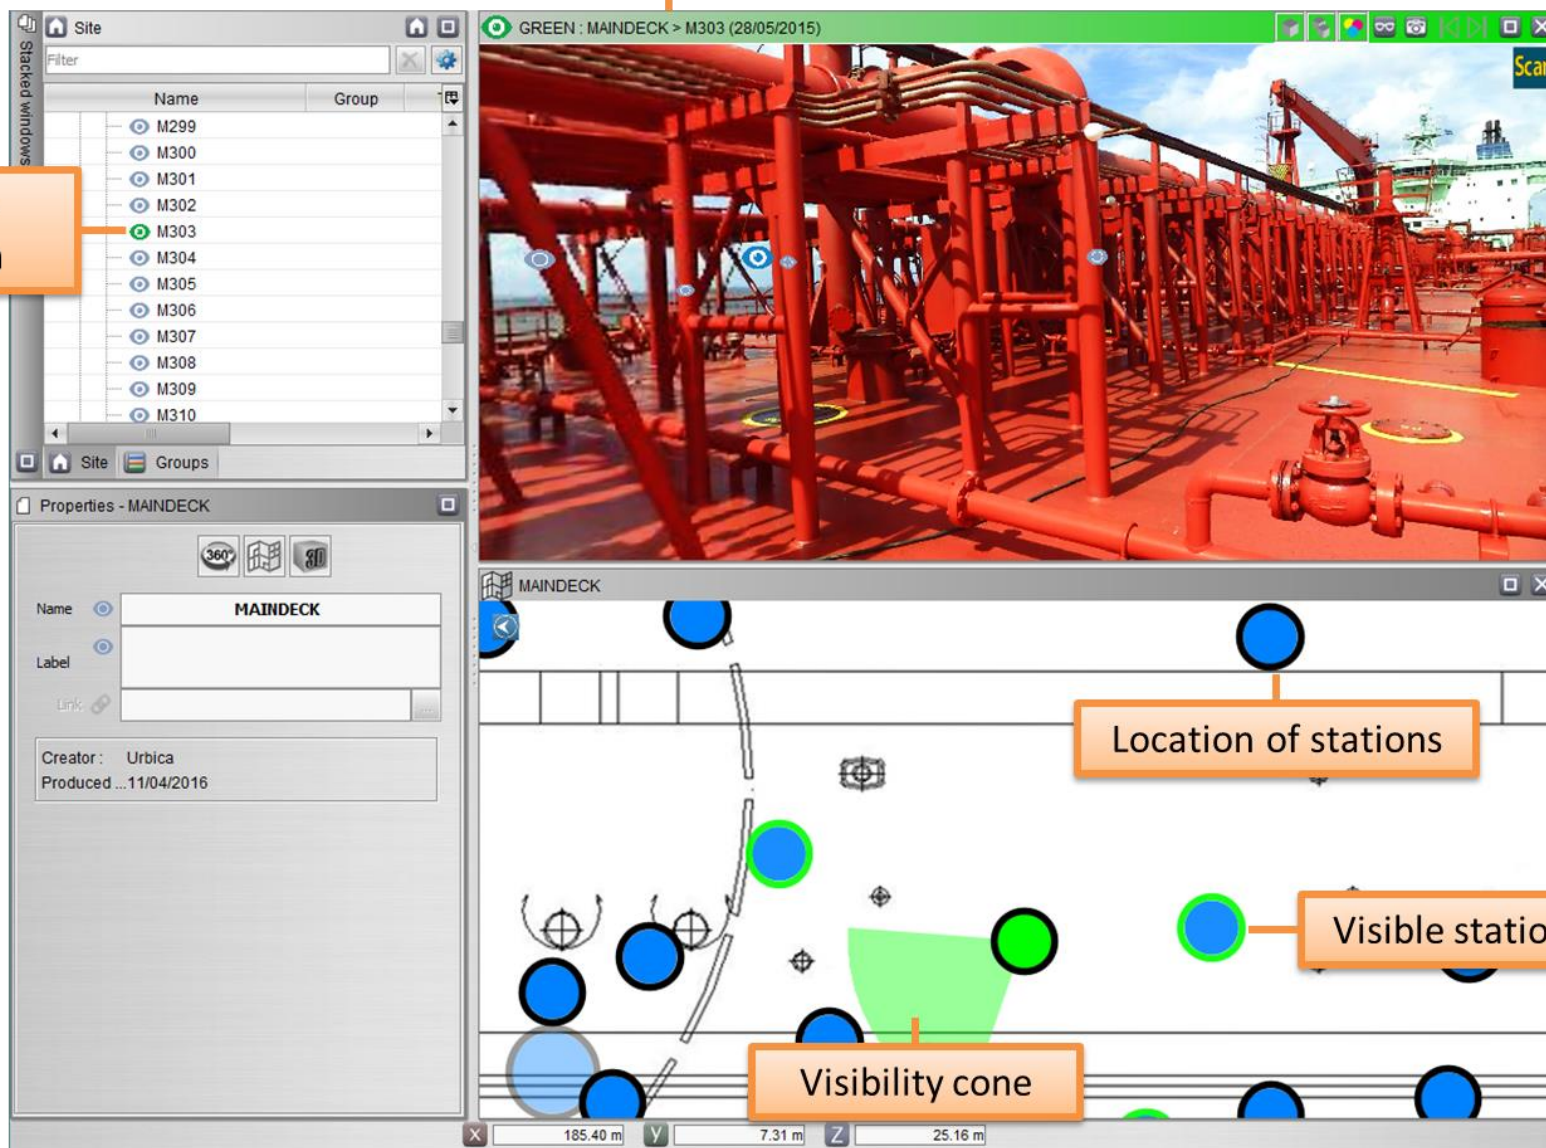 Stacked windows
Site
Filter
Name Group
M299
M300
M301
M302
M303
M304
M305
M306
M307
M308
M309
M310
Site Groups
Properties - MAINDECK
360° 3D
Name MAINDECK
Label
Link
Creator : Urbica
Produced ...11/04/2016
GREEN : MAINDECK > M303 (28/05/2015)
Scan
MAINDECK
Location of stations
Visible statio
Visibility cone
X 185.40 m Y 7.31 m Z 25.16 m